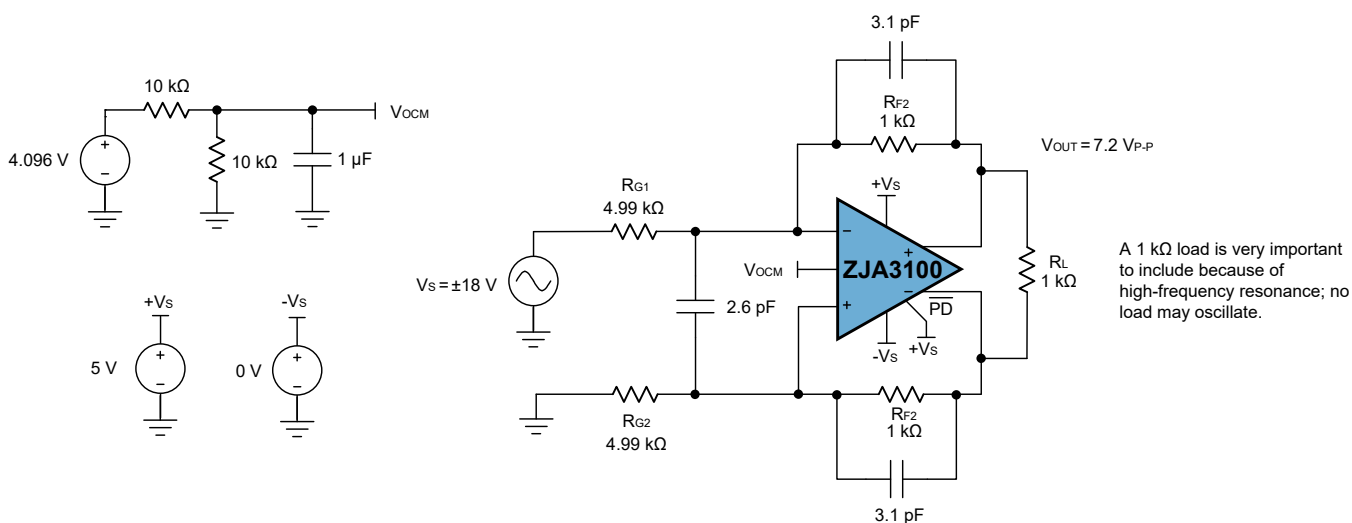 3.1 pF
10 kΩ
RF2
1 kΩ
VOCM
VOUT = 7.2 VP-P
4.096 V
+
−
10 kΩ
1 µF
RG1
4.99 kΩ
+VS
−
+
VOCM
ZJA3100
−
+
PD
RL
1 kΩ
A 1 kΩ load is very important
to include because of
high-frequency resonance; no
load may oscillate.
VS = ±18 V
2.6 pF
-VS
+VS
+VS
-VS
5 V
+
−
0 V
+
−
RG2
4.99 kΩ
RF2
1 kΩ
3.1 pF